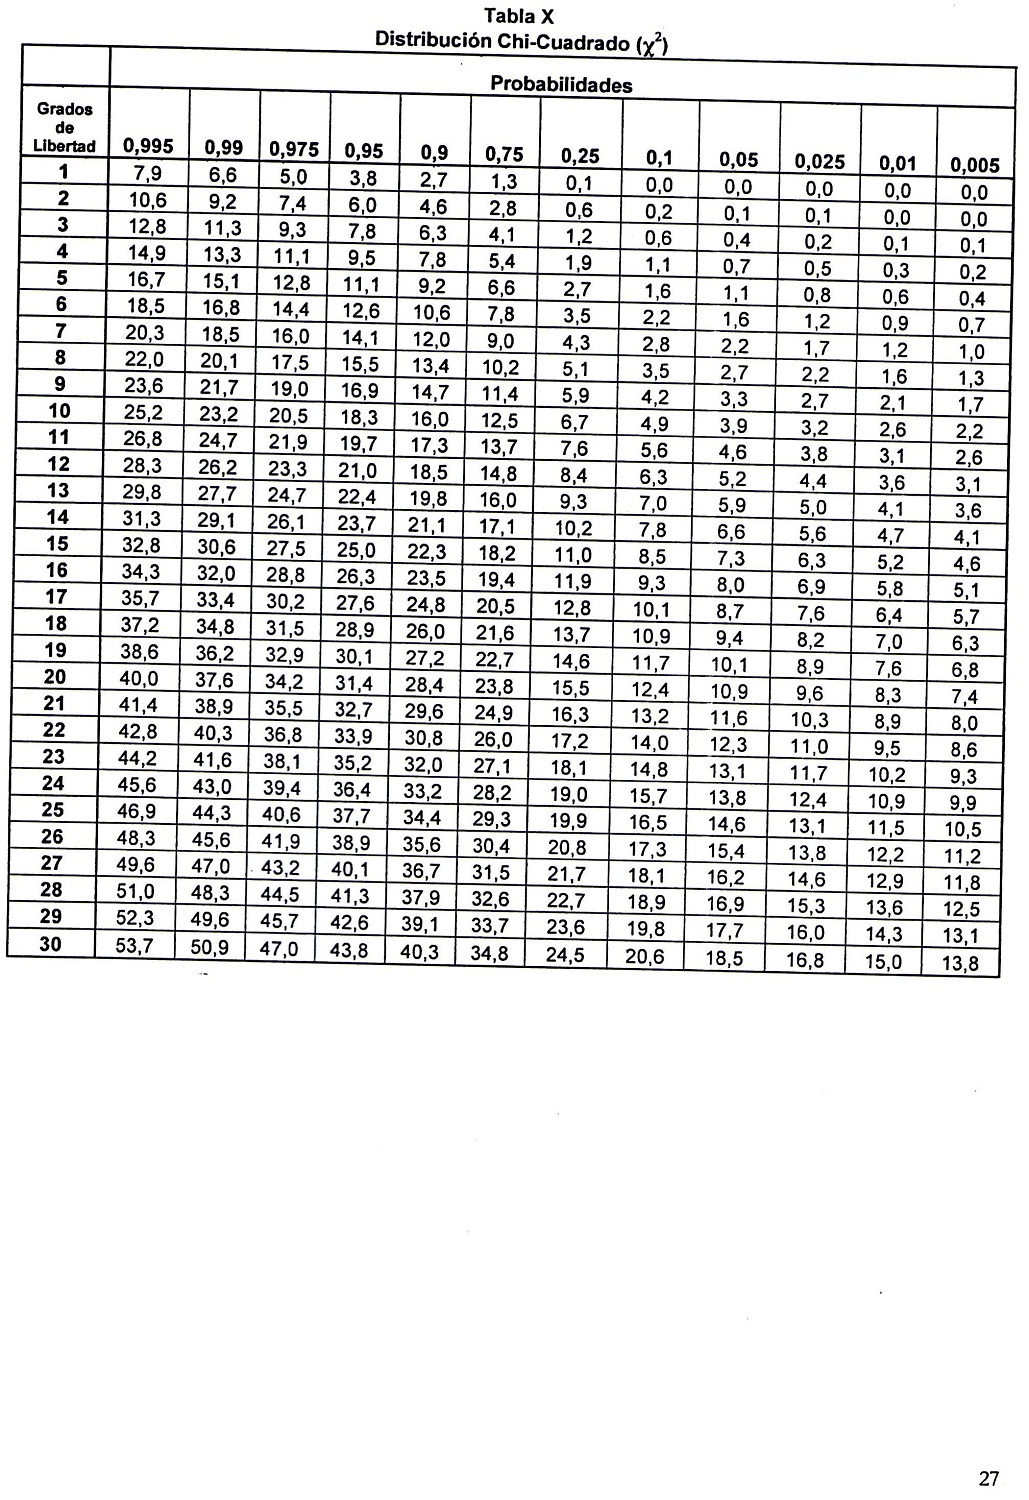 Tabla X
Distribución Chi-Cuadrado (χ²)
Probabilidades
Grados
de
Libertad 0,995 0,99 0,975 0,95 0,9 0,75 0,25 0,1 0,05 0,025 0,01 0,005
1 7,9 6,6 5,0 3,8 2,7 1,3 0,1 0,0 0,0 0,0 0,0 0,0
2 10,6 9,2 7,4 6,0 4,6 2,8 0,6 0,2 0,1 0,1 0,0 0,0
3 12,8 11,3 9,3 7,8 6,3 4,1 1,2 0,6 0,4 0,2 0,1 0,1
4 14,9 13,3 11,1 9,5 7,8 5,4 1,9 1,1 0,7 0,5 0,3 0,2
5 16,7 15,1 12,8 11,1 9,2 6,6 2,7 1,6 1,1 0,8 0,6 0,4
6 18,5 16,8 14,4 12,6 10,6 7,8 3,5 2,2 1,6 1,2 0,9 0,7
7 20,3 18,5 16,0 14,1 12,0 9,0 4,3 2,8 2,2 1,7 1,2 1,0
8 22,0 20,1 17,5 15,5 13,4 10,2 5,1 3,5 2,7 2,2 1,6 1,3
9 23,6 21,7 19,0 16,9 14,7 11,4 5,9 4,2 3,3 2,7 2,1 1,7
10 25,2 23,2 20,5 18,3 16,0 12,5 6,7 4,9 3,9 3,2 2,6 2,2
11 26,8 24,7 21,9 19,7 17,3 13,7 7,6 5,6 4,6 3,8 3,1 2,6
12 28,3 26,2 23,3 21,0 18,5 14,8 8,4 6,3 5,2 4,4 3,6 3,1
13 29,8 27,7 24,7 22,4 19,8 16,0 9,3 7,0 5,9 5,0 4,1 3,6
14 31,3 29,1 26,1 23,7 21,1 17,1 10,2 7,8 6,6 5,6 4,7 4,1
15 32,8 30,6 27,5 25,0 22,3 18,2 11,0 8,5 7,3 6,3 5,2 4,6
16 34,3 32,0 28,8 26,3 23,5 19,4 11,9 9,3 8,0 6,9 5,8 5,1
17 35,7 33,4 30,2 27,6 24,8 20,5 12,8 10,1 8,7 7,6 6,4 5,7
18 37,2 34,8 31,5 28,9 26,0 21,6 13,7 10,9 9,4 8,2 7,0 6,3
19 38,6 36,2 32,9 30,1 27,2 22,7 14,6 11,7 10,1 8,9 7,6 6,8
20 40,0 37,6 34,2 31,4 28,4 23,8 15,5 12,4 10,9 9,6 8,3 7,4
21 41,4 38,9 35,5 32,7 29,6 24,9 16,3 13,2 11,6 10,3 8,9 8,0
22 42,8 40,3 36,8 33,9 30,8 26,0 17,2 14,0 12,3 11,0 9,5 8,6
23 44,2 41,6 38,1 35,2 32,0 27,1 18,1 14,8 13,1 11,7 10,2 9,3
24 45,6 43,0 39,4 36,4 33,2 28,2 19,0 15,7 13,8 12,4 10,9 9,9
25 46,9 44,3 40,6 37,7 34,4 29,3 19,9 16,5 14,6 13,1 11,5 10,5
26 48,3 45,6 41,9 38,9 35,6 30,4 20,8 17,3 15,4 13,8 12,2 11,2
27 49,6 47,0 43,2 40,1 36,7 31,5 21,7 18,1 16,2 14,6 12,9 11,8
28 51,0 48,3 44,5 41,3 37,9 32,6 22,7 18,9 16,9 15,3 13,6 12,5
29 52,3 49,6 45,7 42,6 39,1 33,7 23,6 19,8 17,7 16,0 14,3 13,1
30 53,7 50,9 47,0 43,8 40,3 34,8 24,5 20,6 18,5 16,8 15,0 13,8
27